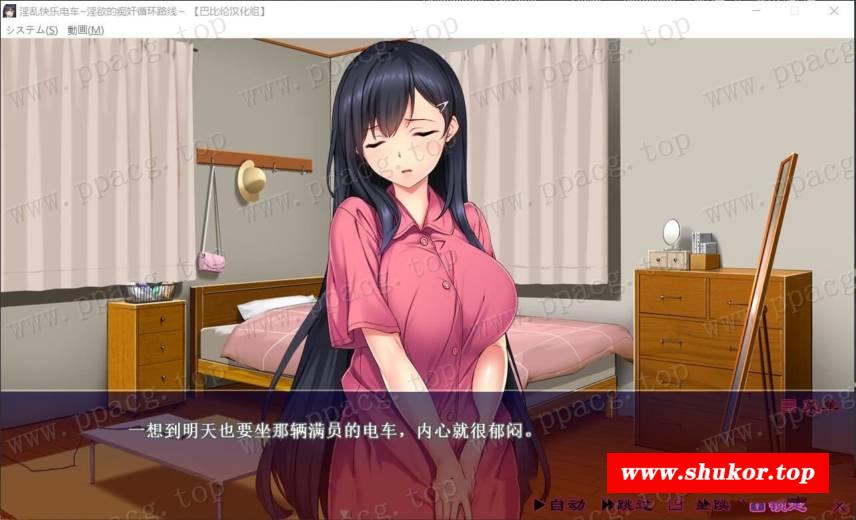 淫乱快乐电车~淫欲的痴奸循环路线~ 【巴比伦汉化组】
システム(S) 動画(M)
www.ppacg.top
一想到明天也要坐那辆满员的电车，内心就很郁闷。
www.shukor.top
自动